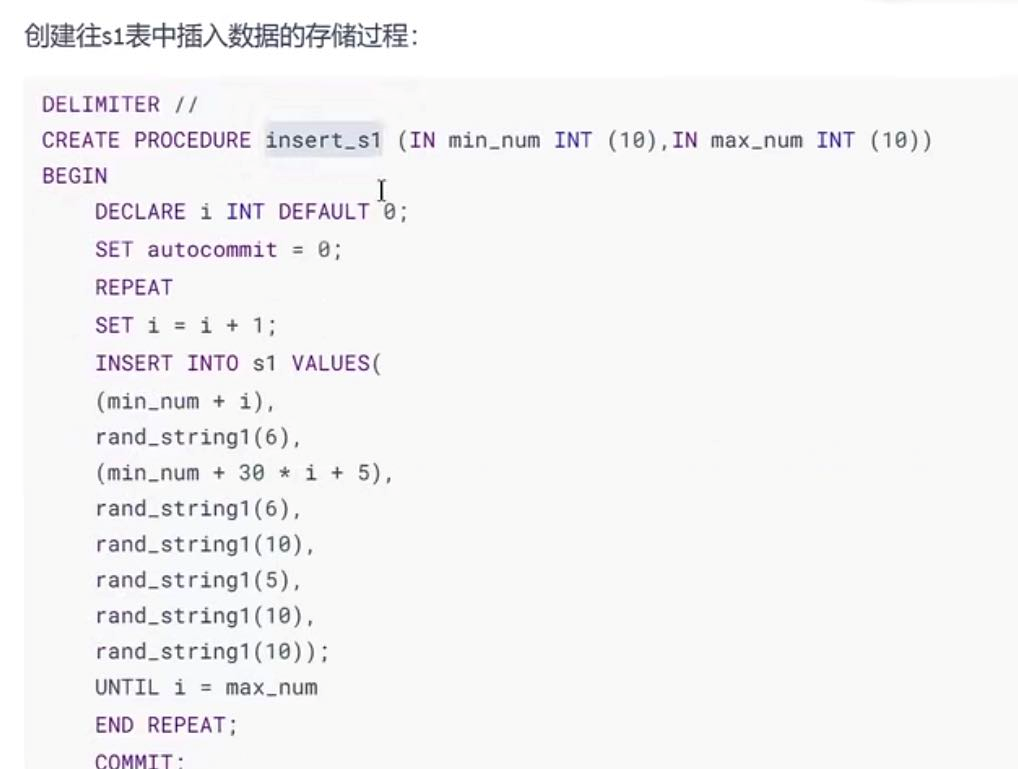 创建往s1表中插入数据的存储过程：
DELIMITER //
CREATE PROCEDURE insert_s1 (IN min_num INT (10),IN max_num INT (10))
BEGIN
DECLARE i INT DEFAULT 0;
SET autocommit = 0;
REPEAT
SET i = i + 1;
INSERT INTO s1 VALUES(
(min_num + i),
rand_string1(6),
(min_num + 30 * i + 5),
rand_string1(6),
rand_string1(10),
rand_string1(5),
rand_string1(10),
rand_string1(10));
UNTIL i = max_num
END REPEAT;
COMMIT;